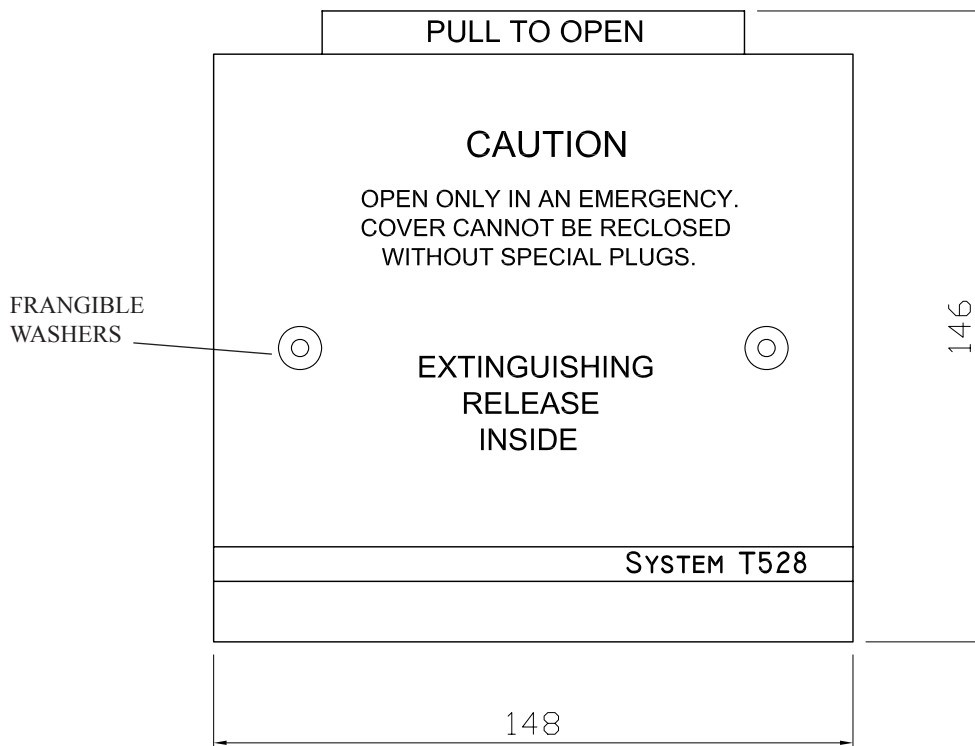 PULL TO OPEN
CAUTION
OPEN ONLY IN AN EMERGENCY.
COVER CANNOT BE RECLOSED
WITHOUT SPECIAL PLUGS.
FRANGIBLE
WASHERS
146
EXTINGUISHING
RELEASE
INSIDE
SYSTEM T528
148